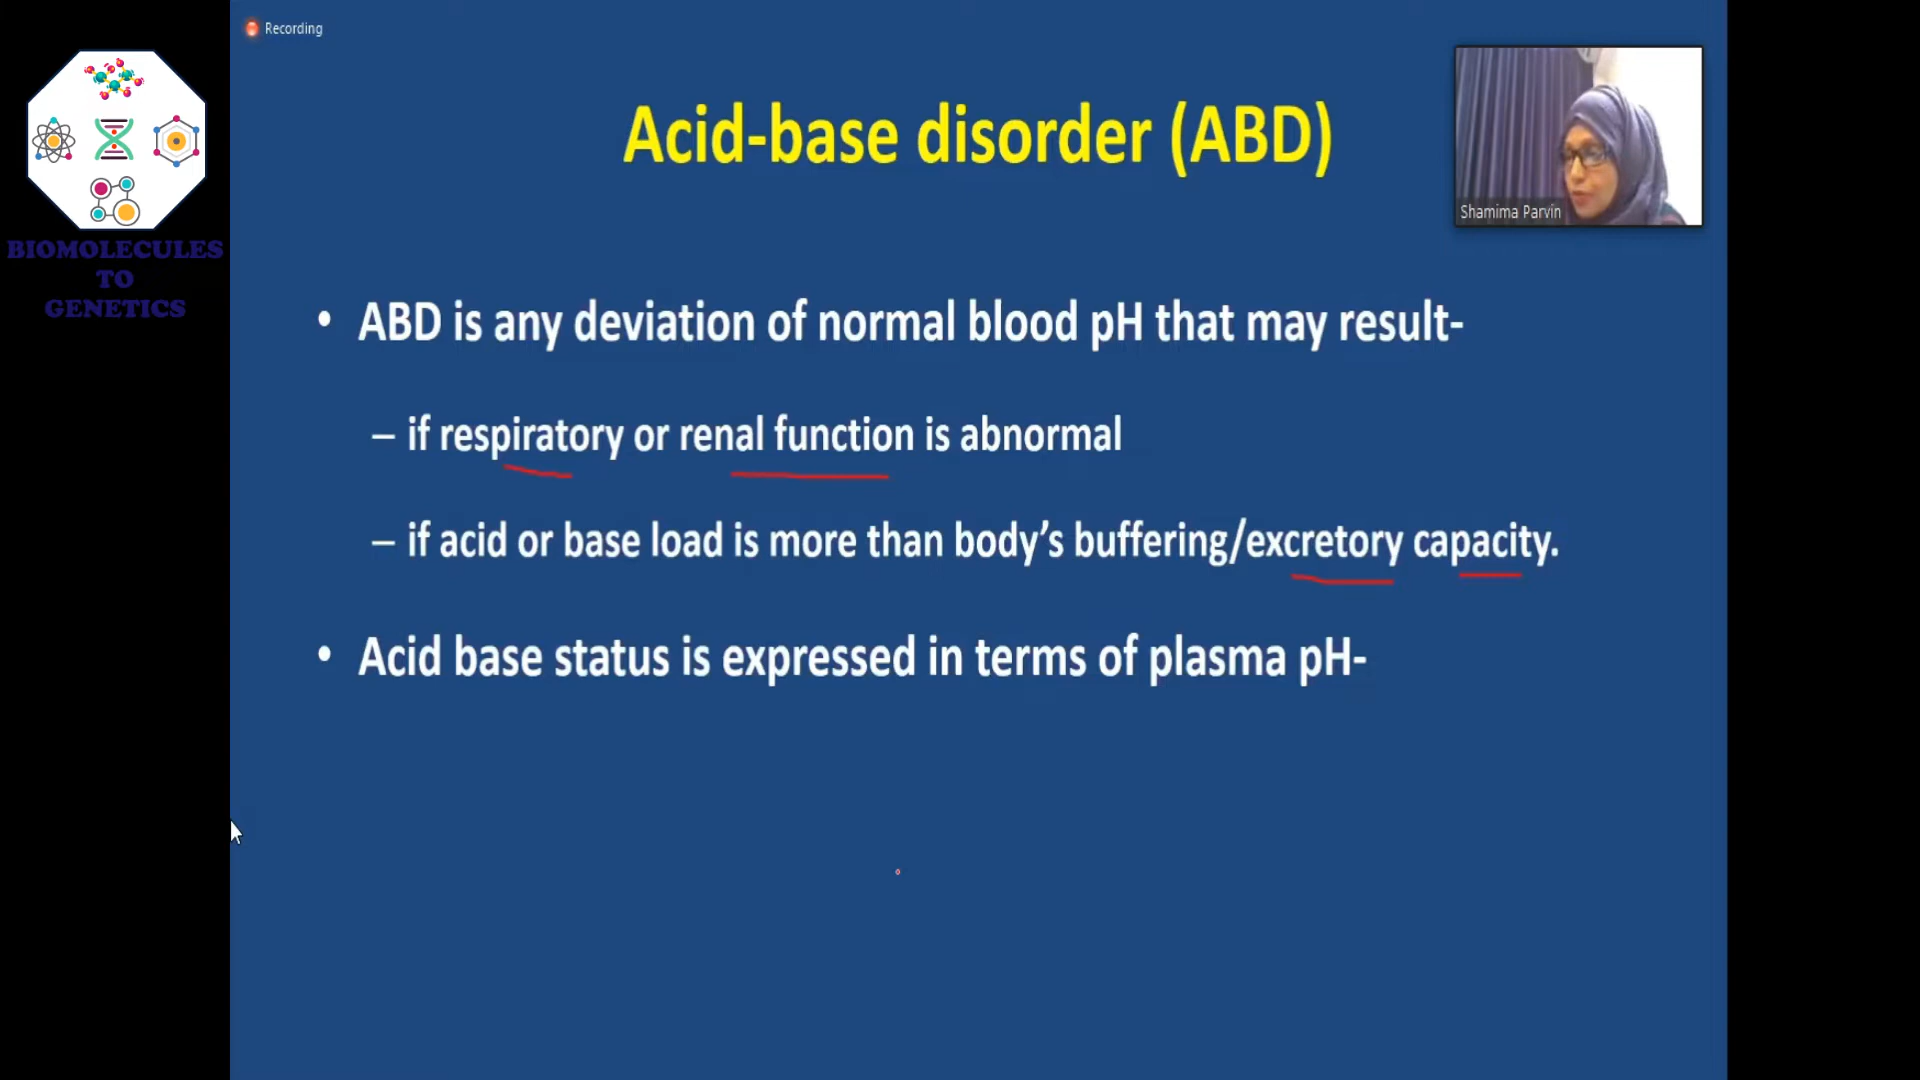 Recording
BIOMOLECULES
TO
GENETICS
Acid-base disorder (ABD)
Shamima Parvin
• ABD is any deviation of normal blood pH that may result-
– if respiratory or renal function is abnormal
– if acid or base load is more than body’s buffering/excretory capacity.
• Acid base status is expressed in terms of plasma pH-